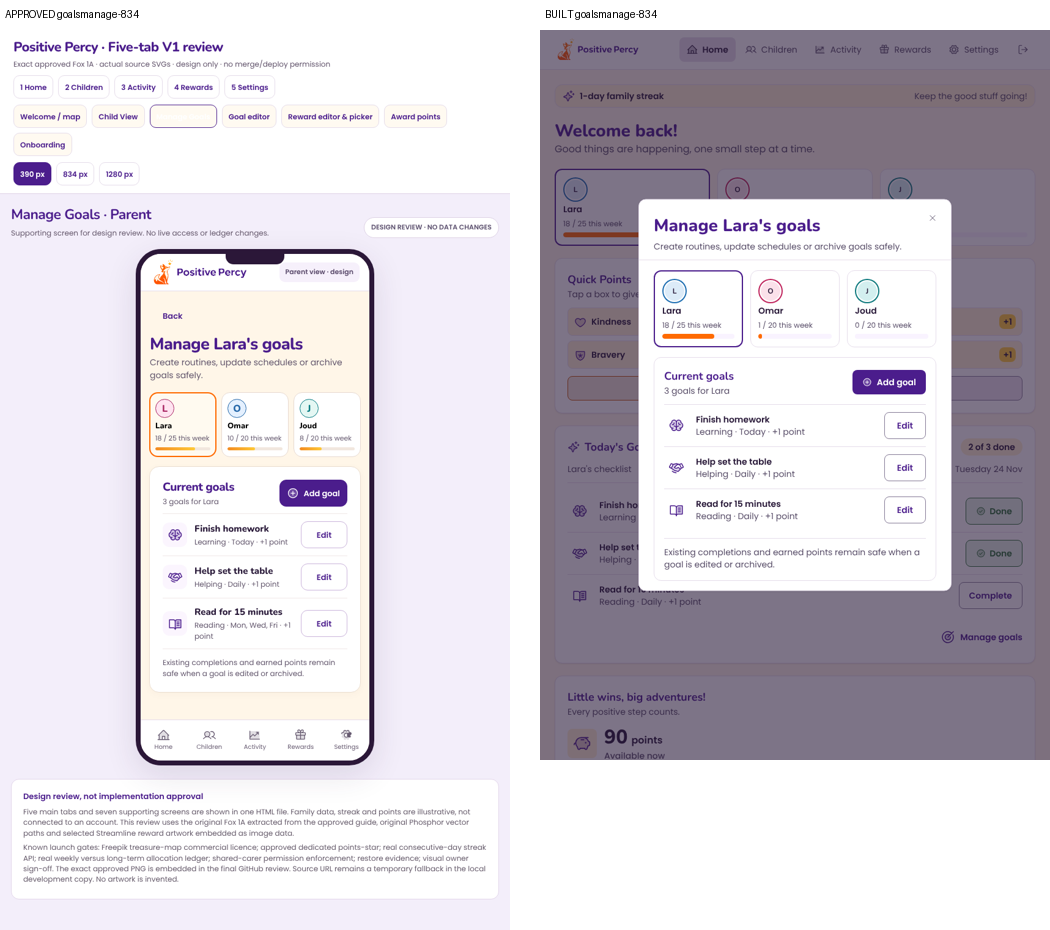 APPROVED goalsmanage-834
Positive Percy · Five-tab V1 review
Exact approved Fox 1A · actual source SVGs · design only · no merge/deploy permission
1 Home
2 Children
3 Activity
4 Rewards
5 Settings
Welcome / map
Child View
Goal editor
Reward editor & picker
Award points
Onboarding
390 px
834 px
1280 px
Manage Goals · Parent
Supporting screen for design review. No live access or ledger changes.
DESIGN REVIEW · NO DATA CHANGES
Positive Percy
Parent view · design
Back
Manage Lara's goals
Create routines, update schedules or archive
goals safely.
L
Lara
18 / 25 this week
O
Omar
10 / 20 this week
J
Joud
8 / 20 this week
Current goals
3 goals for Lara
Add goal
Finish homework
Learning · Today · +1 point
Edit
Help set the table
Helping · Daily · +1 point
Edit
Read for 15 minutes
Reading · Mon, Wed, Fri · +1
point
Edit
Existing completions and earned points remain
safe when a goal is edited or archived.
Home
Children
Activity
Rewards
Settings
Design review, not implementation approval
Five main tabs and seven supporting screens are shown in one HTML file. Family data, streak and points are illustrative, not
connected to an account. This review uses the original Fox 1A extracted from the approved guide, original Phosphor vector
paths and selected Streamline reward artwork embedded as image data.
Known launch gates: Freepik treasure-map commercial licence; approved dedicated points-star; real consecutive-day streak
API; real weekly versus long-term allocation ledger; shared-carer permission enforcement; restore evidence; visual owner
sign-off. The exact approved PNG is embedded in the final GitHub review. Source URL remains a temporary fallback in the local
development copy. No artwork is invented.
BUILT goalsmanage-834
Positive Percy
Home
Children
Activity
Rewards
Settings
1-day family streak
Keep the good stuff going!
Welcome back!
Good things are happening, one small step at a time.
L
Lara
18 / 25 this week
O
J
Quick Points
Tap a box to give
Kindness
+1
Bravery
+1
Today's Go
2 of 3 done
Lara's checklist
Tuesday 24 Nov
Finish ho
Learning
Done
Help set t
Helping
Done
Read for 15 minutes
Reading · Daily · +1 point
Complete
Manage goals
Little wins, big adventures!
Every positive step counts.
90 points
Available now
Manage Lara's goals
×
Create routines, update schedules or archive goals safely.
L
Lara
18 / 25 this week
O
Omar
1 / 20 this week
J
Joud
0 / 20 this week
Current goals
3 goals for Lara
Add goal
Finish homework
Learning · Today · +1 point
Edit
Help set the table
Helping · Daily · +1 point
Edit
Read for 15 minutes
Reading · Daily · +1 point
Edit
Existing completions and earned points remain safe when a
goal is edited or archived.